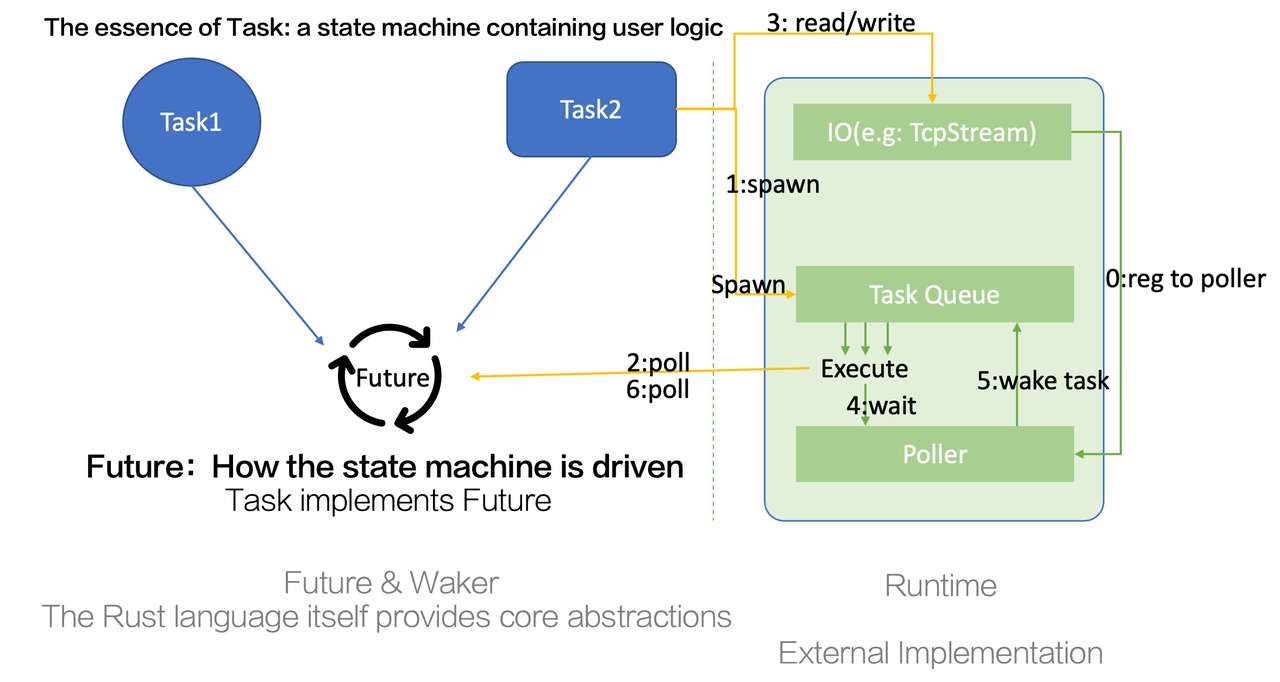 The essence of Task: a state machine containing user logic
3: read/write
Task1
Task2
IO(e.g: TcpStream)
1:spawn
0:reg to poller
Spawn
Task Queue
2:poll
6:poll
Execute
5:wake task
4:wait
Future
Poller
Future: How the state machine is driven
Task implements Future
Future & Waker
The Rust language itself provides core abstractions
Runtime
External Implementation